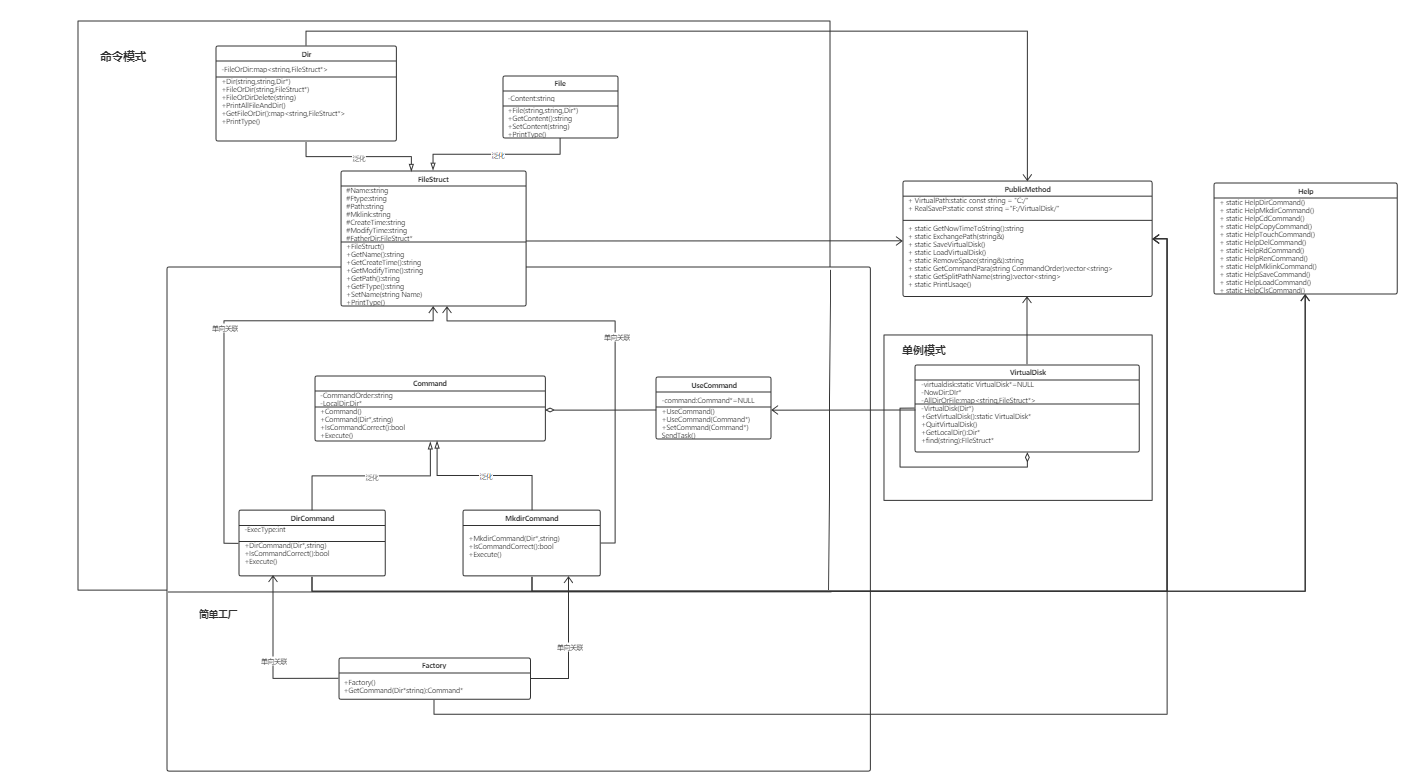 命令模式
Dir
-FileOrDir:map<string,FileStruct*>
+Dir(string,string,Dir*)
+FileOrDir(string,FileStruct*)
+FileOrDirDelete(string)
+PrintAllFileAndDir()
+GetFileOrDir():map<string,FileStruct*>
+PrintType()
File
-Content:string
+File(string,string,Dir*)
+GetContent():string
+SetContent(string)
+PrintType()
泛化
泛化
FileStruct
#Name:string
#Ftype:string
#Path:string
#Mklink:string
#CreateTime:string
#ModifyTime:string
#FatherDir:FileStruct*
+FileStruct()
+GetName():string
+GetCreateTime():string
+GetModifyTime():string
+GetPath():string
+GetFType():string
+SetName(string Name)
+PrintType()
PublicMethod
+ VirtualPath:static const string = "C:/"
+ RealSaveP:static const string ="F:/VirtualDisk/"
+ static GetNowTimeToString():string
+ static ExchangePath(string&)
+ static SaveVirtualDisk()
+ static LoadVirtualDisk()
+ static RemoveSpace(string&):string
+ static GetCommandPara(string CommandOrder):vector<string>
+ static GetSplitPathName(string):vector<string>
+ static PrintUsage()
Help
+ static HelpDirCommand()
+ static HelpMkdirCommand()
+ static HelpCdCommand()
+ static HelpCopyCommand()
+ static HelpTouchCommand()
+ static HelpDelCommand()
+ static HelpRdCommand()
+ static HelpRenCommand()
+ static HelpMklinkCommand()
+ static HelpSaveCommand()
+ static HelpLoadCommand()
+ static HelpClsCommand()
单向关联
单向关联
单例模式
VirtualDisk
-virtualdisk:static VirtualDisk*=NULL
-NowDir:Dir*
-AllDirOrFile:map<string,FileStruct*>
-VirtualDisk(Dir*)
+GetVirtualDisk():static VirtualDisk*
+QuitVirtualDisk()
+GetLocalDir():Dir*
+find(string):FileStruct*
Command
-CommandOrder:string
-LocalDir:Dir*
+Command()
+Command(Dir*,string)
+IsCommandCorrect():bool
+Execute()
UseCommand
-command:Command*=NULL
+UseCommand()
+UseCommand(Command*)
+SetCommand(Command*)
SendTask()
泛化
泛化
DirCommand
-ExecType:int
+DirCommand(Dir*,string)
+IsCommandCorrect():bool
+Execute()
MkdirCommand
+MkdirCommand(Dir*,string)
+IsCommandCorrect():bool
+Execute()
简单工厂
单向关联
单向关联
Factory
+Factory()
+GetCommand(Dir*string):Command*